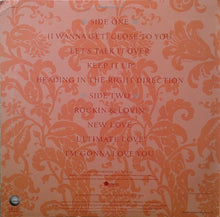 SIDE ONE
(I WANNA GET) CLOSE TO YOU
LET'S TALK IT OVER
KEEP IT UP
HEADING IN THE RIGHT DIRECTION
SIDE TWO
ROCKIN & LOVIN'
NEW LOVE
"ULTIMATE LOVE"
I'M GONNA LOVE YOU